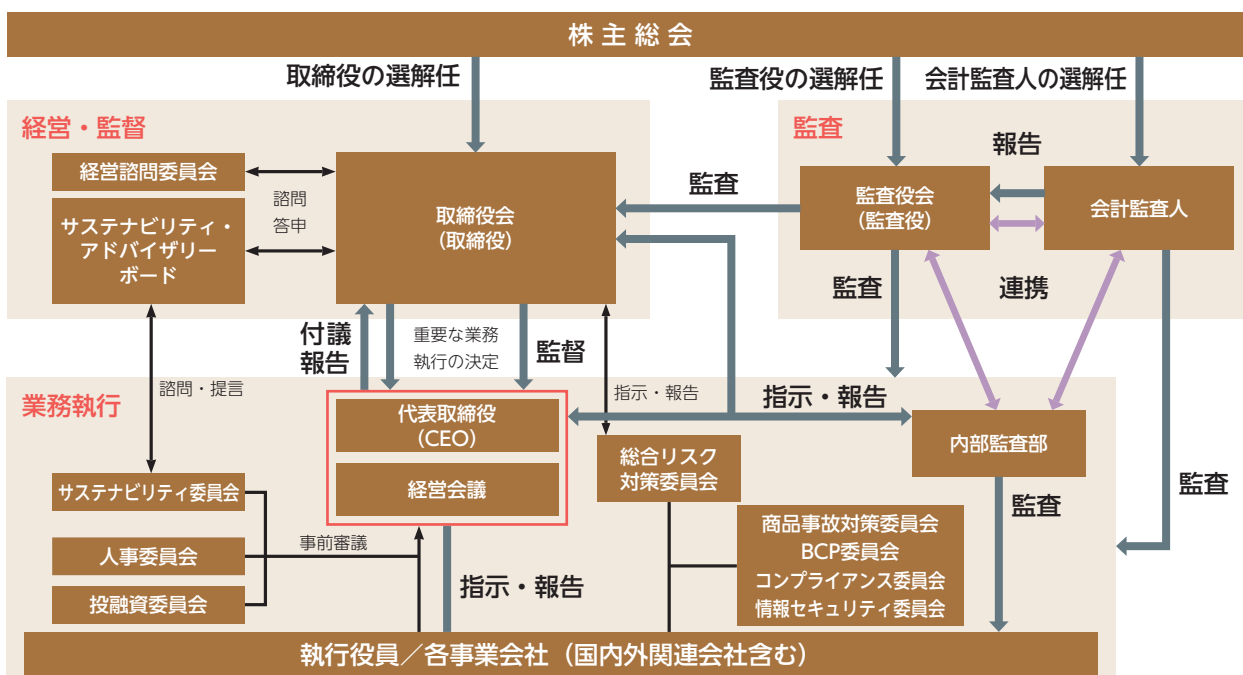 株主総会
取締役の選解任
監査役の選解任
会計監査人の選解任
経営・監督
監査
経営諮問委員会
諮問
答申
サステナビリティ・
アドバイザリー
ボード
取締役会
（取締役）
監査
監査役会
（監査役）
報告
会計監査人
監査
連携
付議
報告
重要な業務
執行の決定
監督
業務執行
諮問・提言
指示・報告
指示・報告
代表取締役
（CEO）
経営会議
総合リスク
対策委員会
内部監査部
サステナビリティ委員会
人事委員会
投融資委員会
事前審議
指示・報告
商品事故対策委員会
BCP委員会
コンプライアンス委員会
情報セキュリティ委員会
監査
監査
執行役員／各事業会社（国内外関連会社含む）